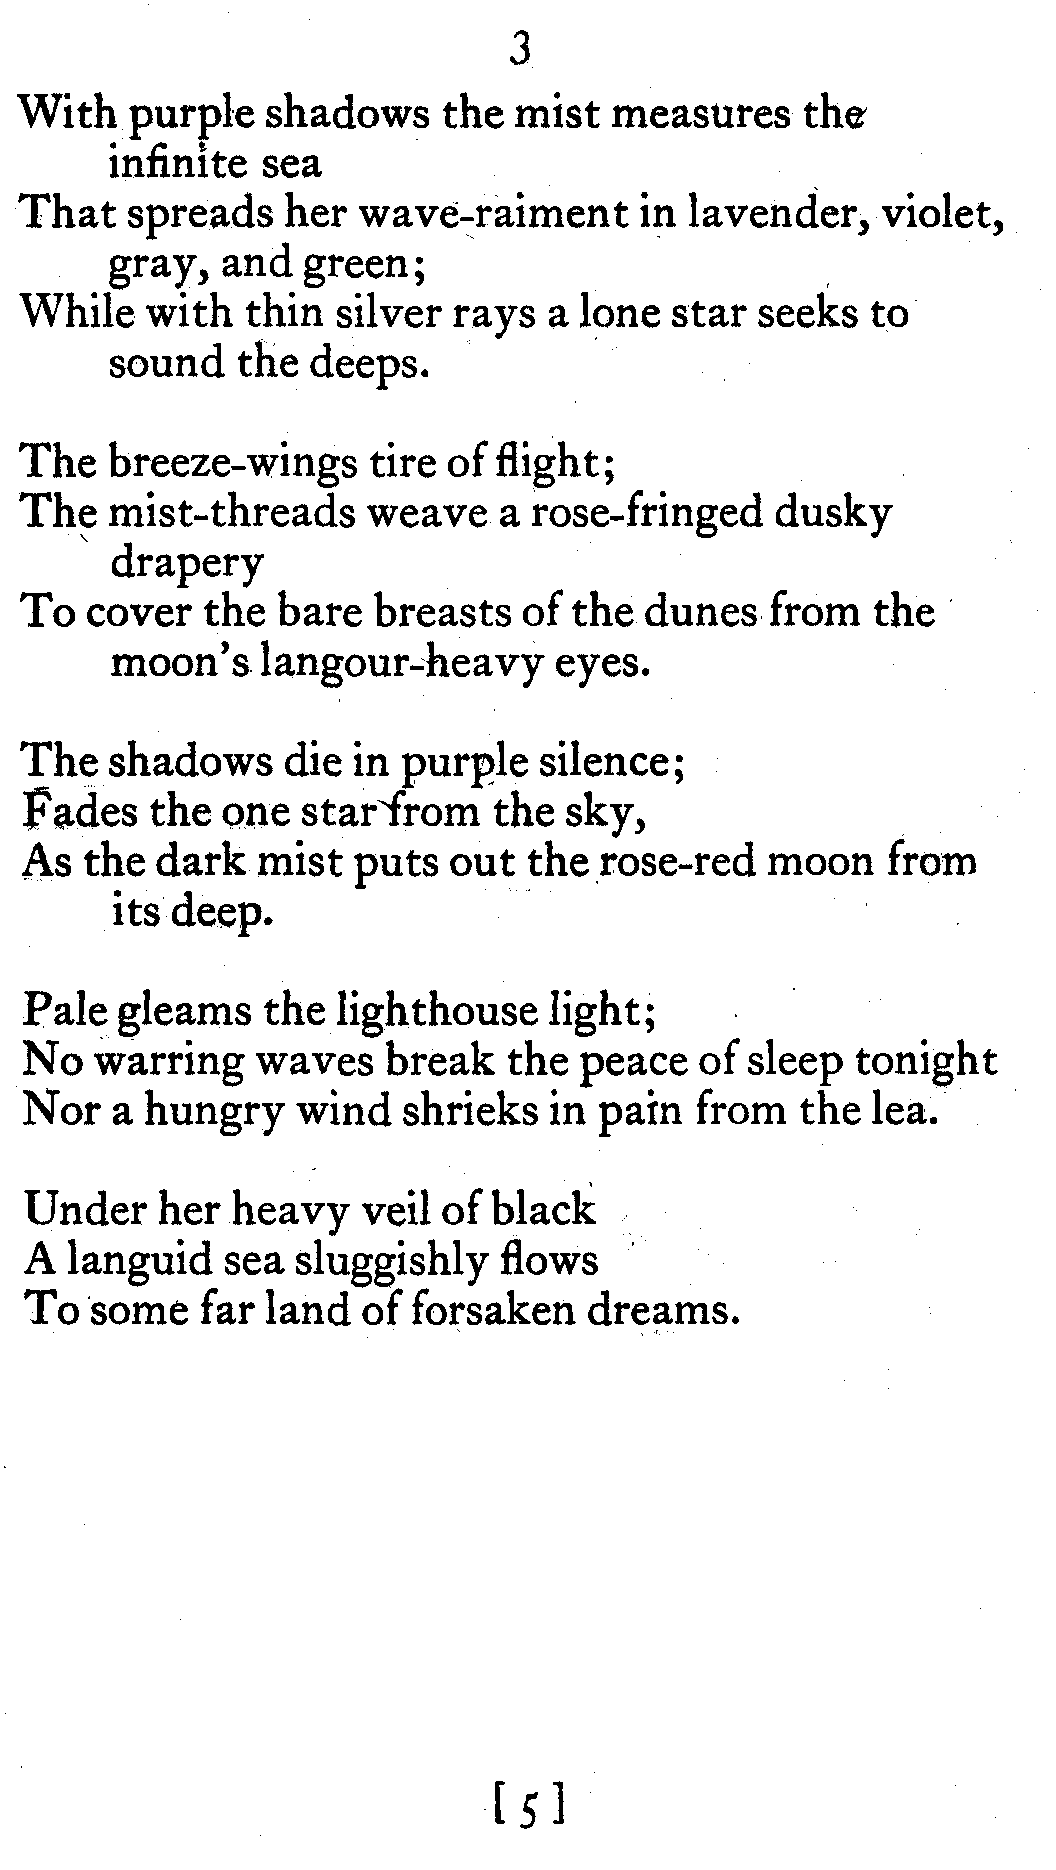 3
With purple shadows the mist measures the
infinite sea
That spreads her wave-raiment in lavender, violet,
gray, and green;
While with thin silver rays a lone star seeks to
sound the deeps.
The breeze-wings tire of flight;
The mist-threads weave a rose-fringed dusky
drapery
To cover the bare breasts of the dunes from the
moon's langour-heavy eyes.
The shadows die in purple silence;
Fades the one star from the sky,
As the dark mist puts out the rose-red moon from
its deep.
Pale gleams the lighthouse light;
No warring waves break the peace of sleep tonight
Nor a hungry wind shrieks in pain from the lea.
Under her heavy veil of black
A languid sea sluggishly flows
To some far land of forsaken dreams.
[5]